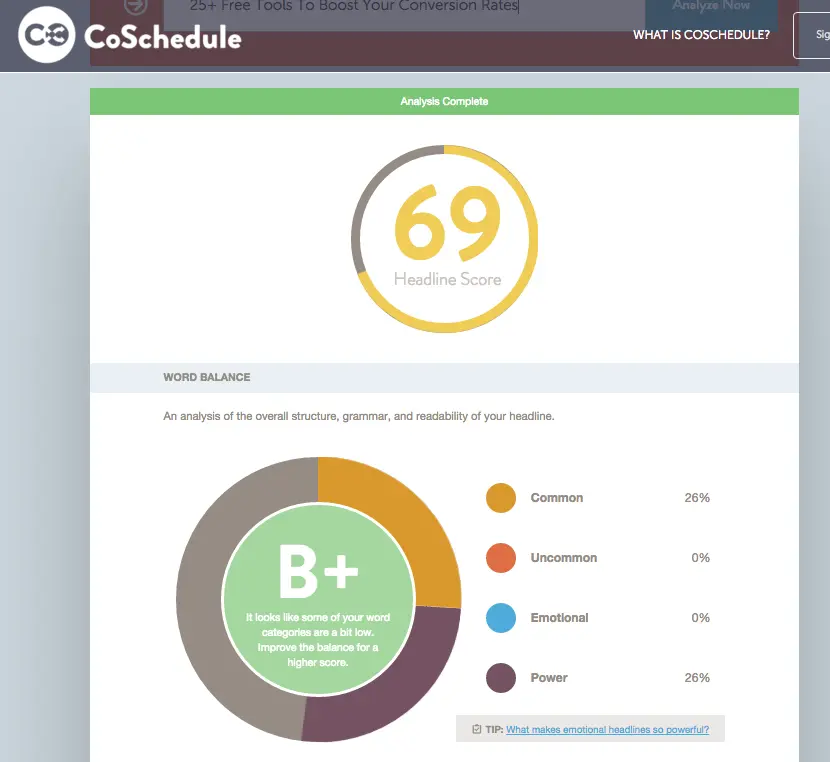 25+ Free Tools To Boost Your Conversion Rates
Analyze Now
CoSchedule
WHAT IS COSCHEDULE?
Sig
Analysis Complete
69
Headline Score
WORD BALANCE
An analysis of the overall structure, grammar, and readability of your headline.
B+
It looks like some of your word
categories are a bit low.
Improve the balance for a
higher score.
Common 26%
Uncommon 0%
Emotional 0%
Power 26%
TIP: What makes emotional headlines so powerful?